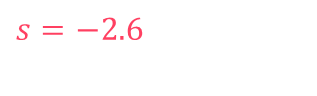 s = −2.6